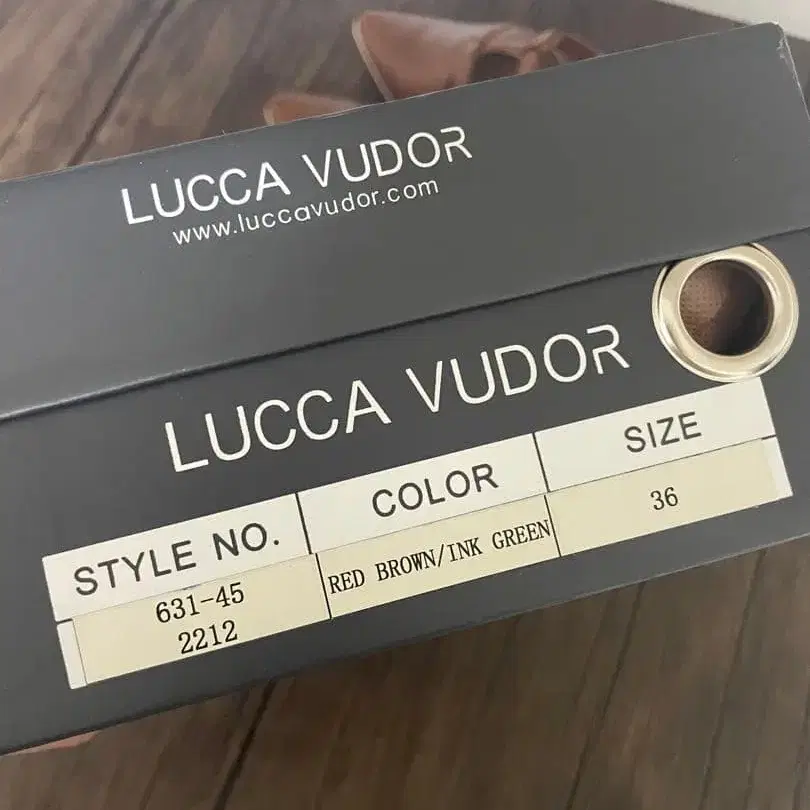 LUCCA VUDOR
www.luccavudor.com
LUCCA VUDOR
STYLE NO. COLOR SIZE
631-45 RED BROWN/INK GREEN 36
2212